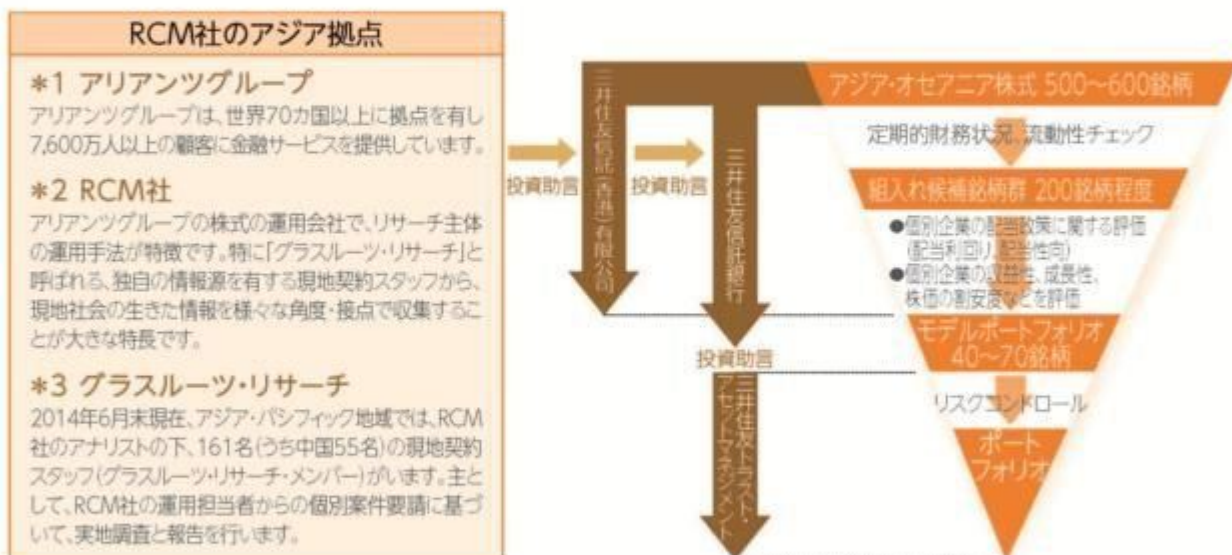 RCM社のアジア拠点
*1 アリアンツグループ
アリアンツグループは、世界70カ国以上に拠点を有し
7,600万人以上の顧客に金融サービスを提供しています。
*2 RCM社
アリアンツグループの株式の運用会社で、リサーチ主体
の運用手法が特徴です。特に「グラスルーツ・リサーチ」と
呼ばれる、独自の情報源を有する現地契約スタッフから、
現地社会の生きた情報を様々な角度・接点で収集するこ
とが大きな特長です。
*3 グラスルーツ・リサーチ
2014年6月末現在、アジア・パシフィック地域では、RCM
社のアナリストの下、161名(うち中国55名)の現地契約
スタッフ(グラスルーツ・リサーチ・メンバー)がいます。主と
して、RCM社の運用担当者からの個別案件要請に基づ
いて、実地調査と報告を行います。
投資助言
三井住友信託(香港)有限公司
投資助言
三井住友信託銀行
投資助言
三井住友トラスト・
アセットマネジメント
アジア・オセアニア株式 500〜600銘柄
定期的財務状況、流動性チェック
組入れ候補銘柄群 200銘柄程度
●個別企業の配当政策に関する評価
(配当利回り、配当性向)
●個別企業の収益性、成長性、
株価の割安度などを評価
モデルポートフォリオ
40〜70銘柄
リスクコントロール
ポート
フォリオ